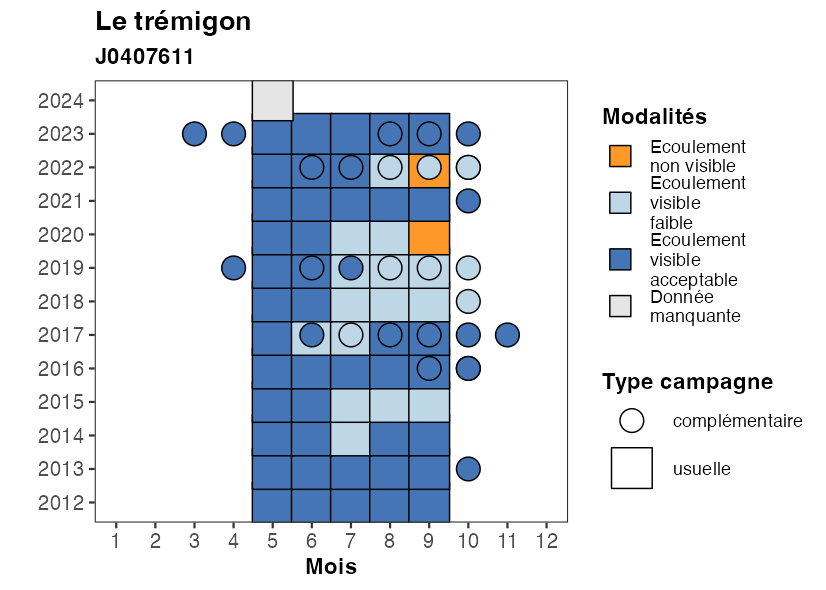 Le trémigon
J0407611
2024
2023
2022
2021
2020
2019
2018
2017
2016
2015
2014
2013
2012
1 2 3 4 5 6 7 8 9 10 11 12
Mois
Modalités
Ecoulement
non visible
Ecoulement
visible
faible
Ecoulement
visible
acceptable
Donnée
manquante
Type campagne
complémentaire
usuelle